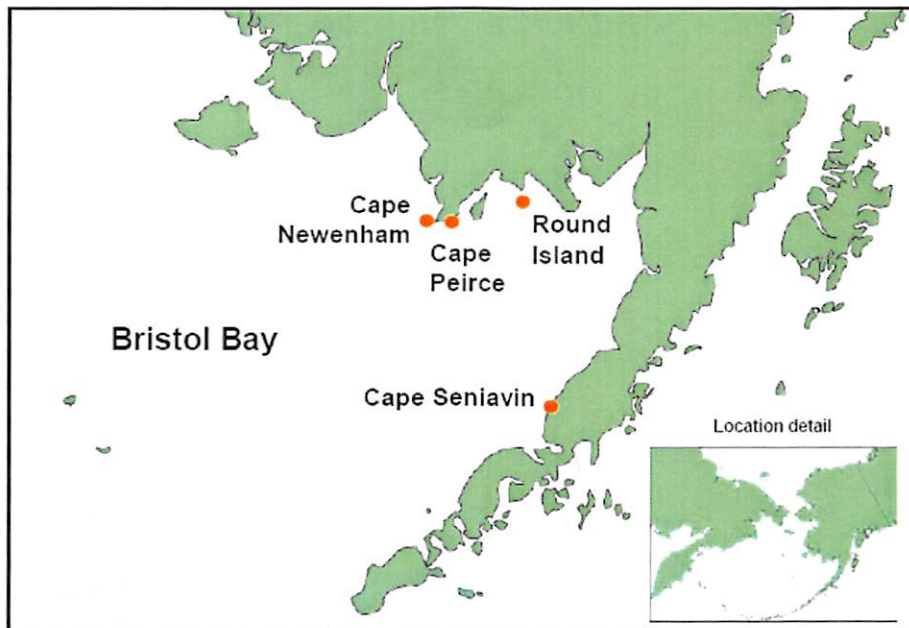 Cape
Newenham
Cape
Peirce
Round
Island
Bristol Bay
Cape Seniavin
Location detail